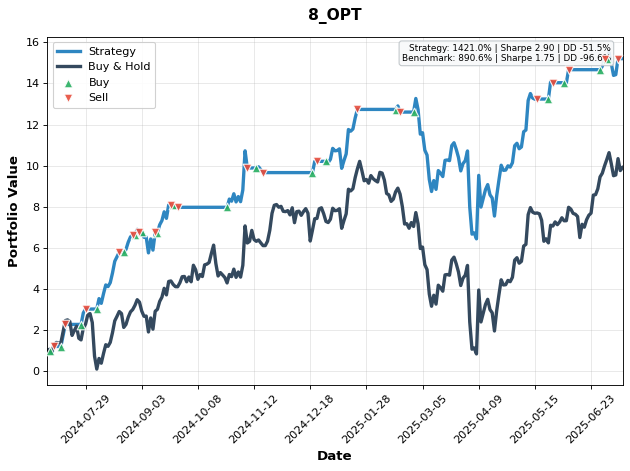 8_OPT
Strategy
Buy & Hold
Buy
Sell
Strategy: 1421.0% | Sharpe 2.90 | DD -51.5%
Benchmark: 890.6% | Sharpe 1.75 | DD -96.6%
Portfolio Value
16
14
12
10
8
6
4
2
0
2024-07-29
2024-09-03
2024-10-08
2024-11-12
2024-12-18
2025-01-28
2025-03-05
2025-04-09
2025-05-15
2025-06-23
Date